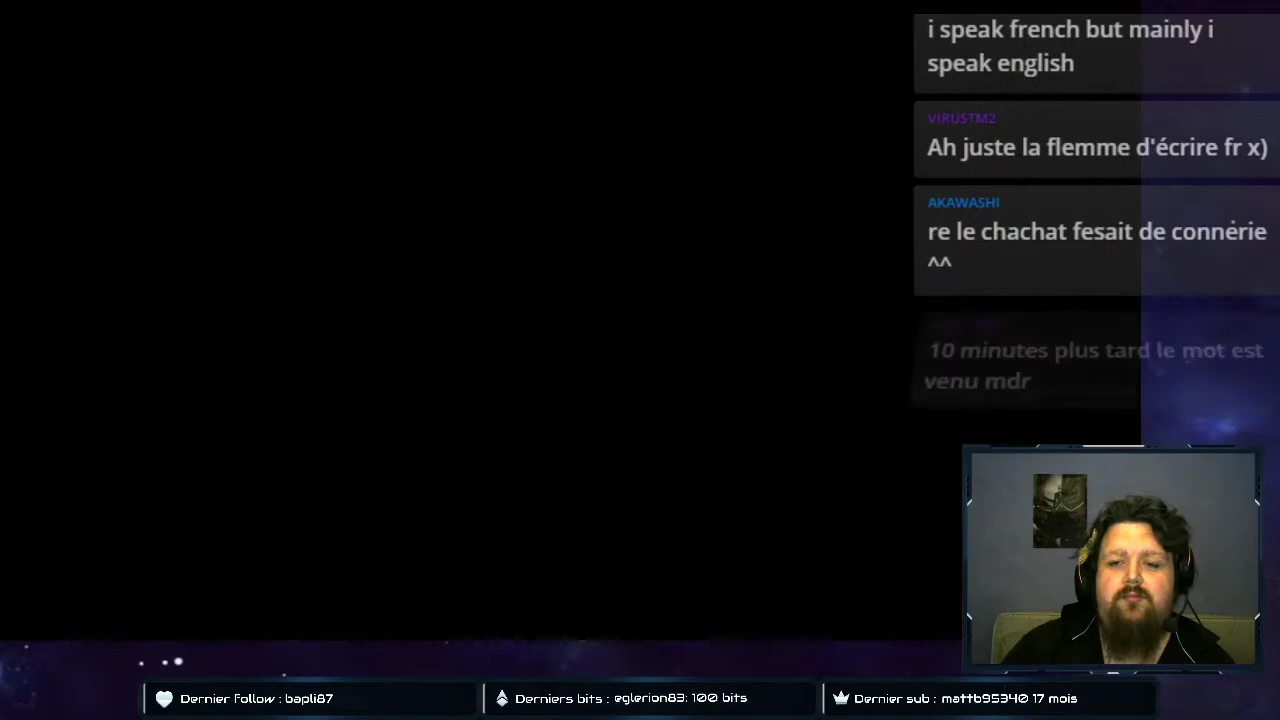 i speak french but mainly i
speak english
VIRUSTM2
Ah juste la flemme d'écrire fr x)
AKAWASHI
re le chachat fesait de connerie
^^
10 minutes plus tard le mot est
venu mdr
Dernier Follow : bapli87
Derniers bits : eglerion83: 100 bits
Dernier sub : mattb95340 17 mois